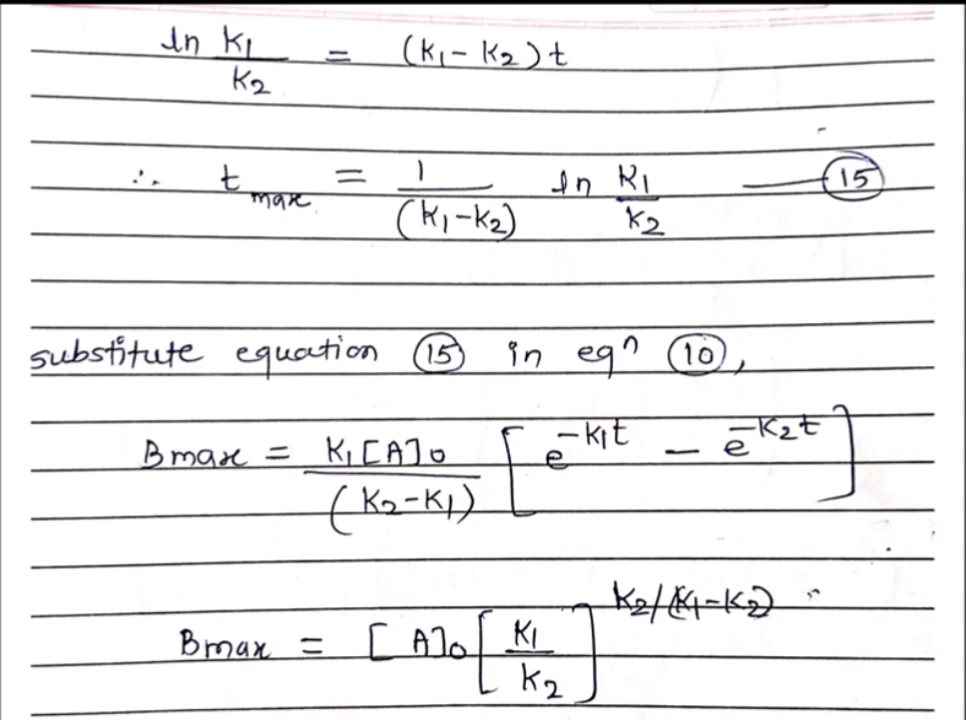 ln K1/K2 = (K1 - K2) t
∴ tmax = 1/(K1-K2) ln K1/K2 — 15
substitute equation 15 in eqn 10,
Bmax = K1[A]0/(K2-K1) [e^-K1t - e^-K2t]
Bmax = [A]0 [K1/K2]^K2/(K1-K2)